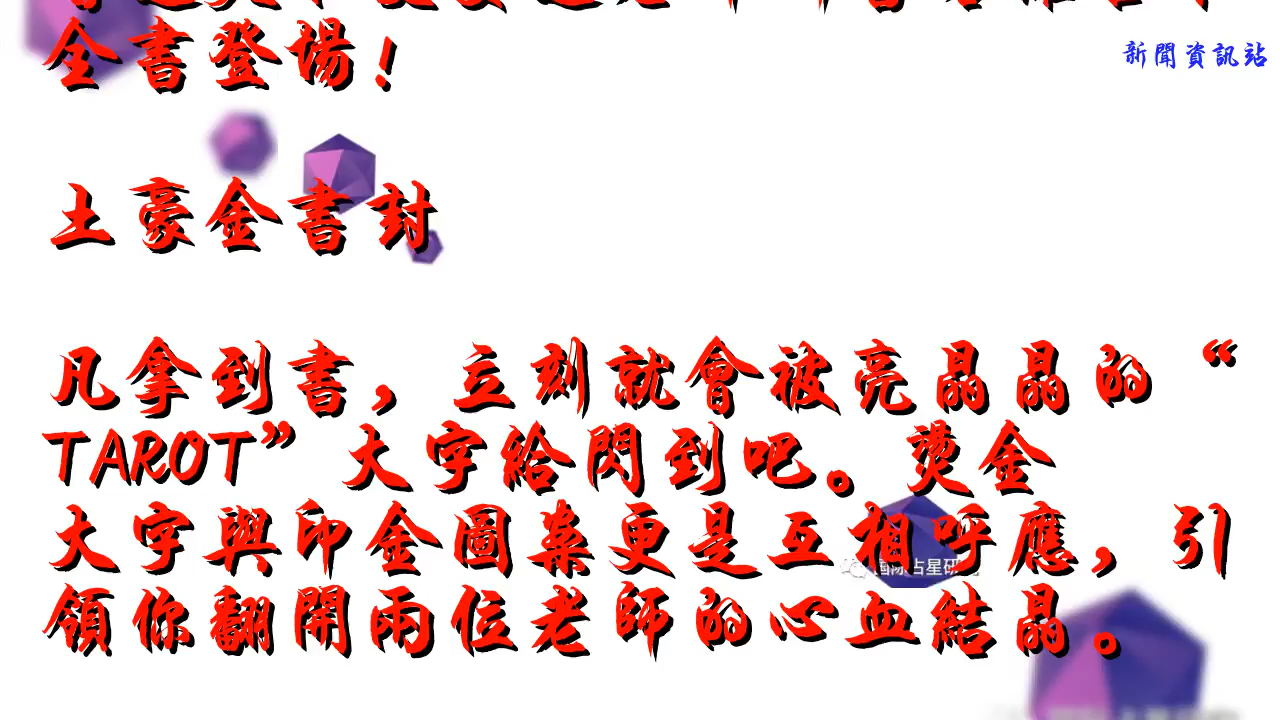 全書登場！
新聞資訊站
土豪金書封
凡拿到書，立刻就會被亮晶晶的“
TAROT”大字給閃到吧。燙金
大字與印金圖案更是互相呼應，引
領你翻開兩位老師的心血結晶。